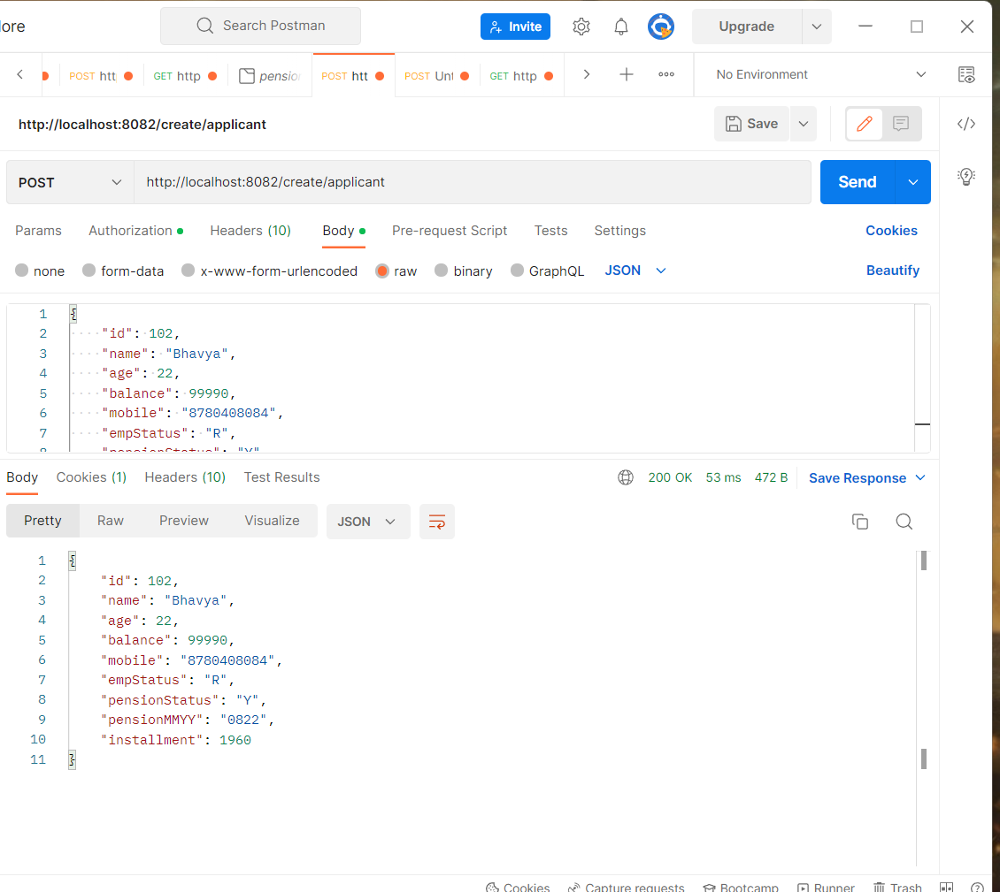 lore
Search Postman
Invite
Upgrade
POST htt
GET http
pension
POST htt
POST Unt
GET http
No Environment
http://localhost:8082/create/applicant
Save
POST
http://localhost:8082/create/applicant
Send
Params Authorization Headers (10) Body Pre-request Script Tests Settings Cookies
none form-data x-www-form-urlencoded raw binary GraphQL JSON Beautify
1 {
2 "id": 102,
3 "name": "Bhavya",
4 "age": 22,
5 "balance": 99990,
6 "mobile": "8780408084",
7 "empStatus": "R",
8 "pensionStatus": "Y"
Body Cookies (1) Headers (10) Test Results 200 OK 53 ms 472 B Save Response
Pretty Raw Preview Visualize JSON
1 {
2 "id": 102,
3 "name": "Bhavya",
4 "age": 22,
5 "balance": 99990,
6 "mobile": "8780408084",
7 "empStatus": "R",
8 "pensionStatus": "Y",
9 "pensionMMYY": "0822",
10 "installment": 1960
11 }
Cookies Capture requests Bootcamp Runner Trash